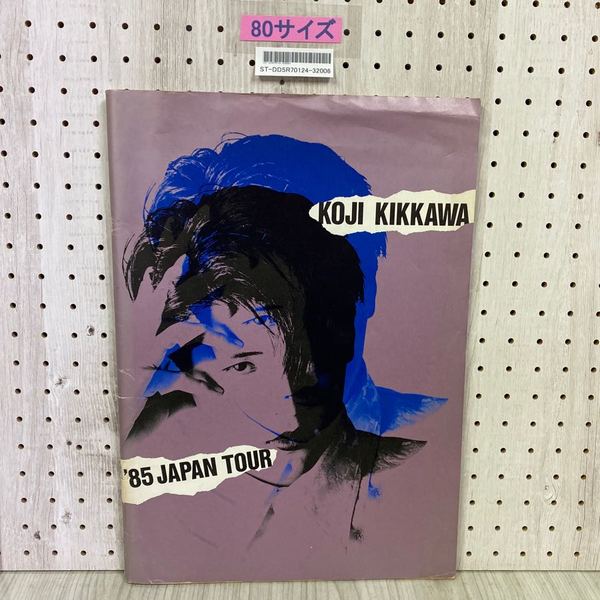 80サイズ
ST-DDSR70124-32006
KOJI KIKKAWA
'85 JAPAN TOUR